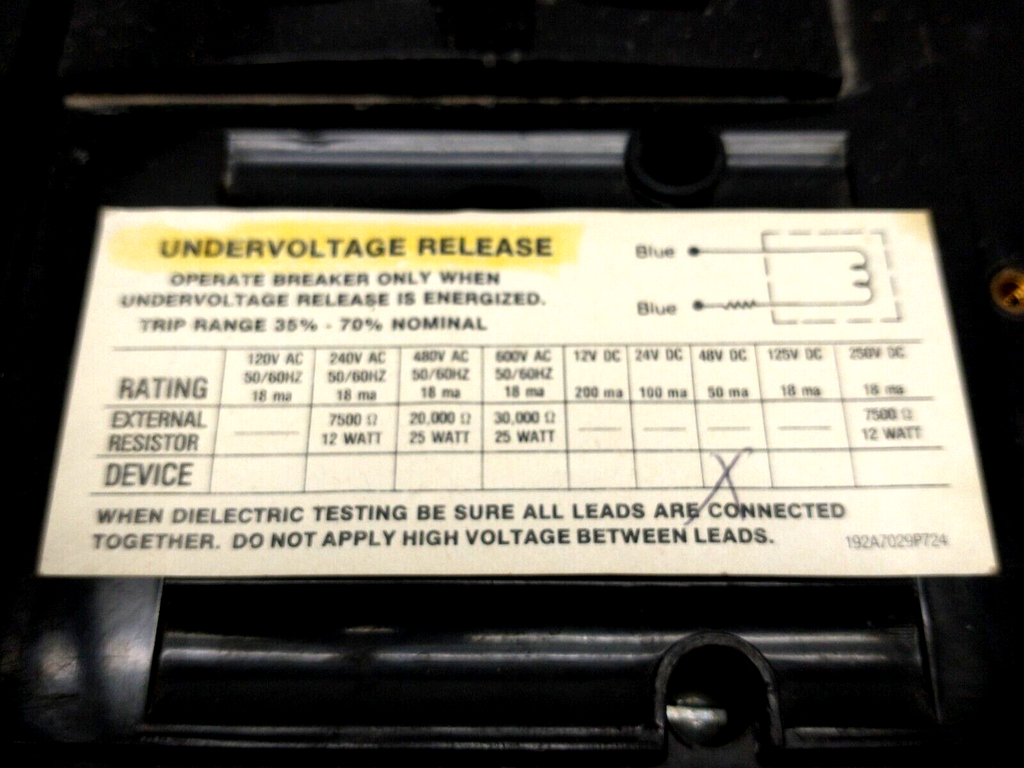 UNDERVOLTAGE RELEASE
OPERATE BREAKER ONLY WHEN
UNDERVOLTAGE RELEASE IS ENERGIZED.
TRIP RANGE 35% - 70% NOMINAL
Blue
Blue
RATING 120V AC 50/60HZ 18 ma 240V AC 50/60HZ 18 ma 480V AC 50/60HZ 18 ma 600V AC 50/60HZ 18 ma 12V DC 200 ma 24V DC 100 ma 48V DC 50 ma 125V DC 18 ma 250V DC 18 ma
EXTERNAL RESISTOR —— 7500 Ω 12 WATT 20,000 Ω 25 WATT 30,000 Ω 25 WATT —— —— —— —— 7500 Ω 12 WATT
DEVICE X
WHEN DIELECTRIC TESTING BE SURE ALL LEADS ARE CONNECTED
TOGETHER. DO NOT APPLY HIGH VOLTAGE BETWEEN LEADS.
192A7029P724